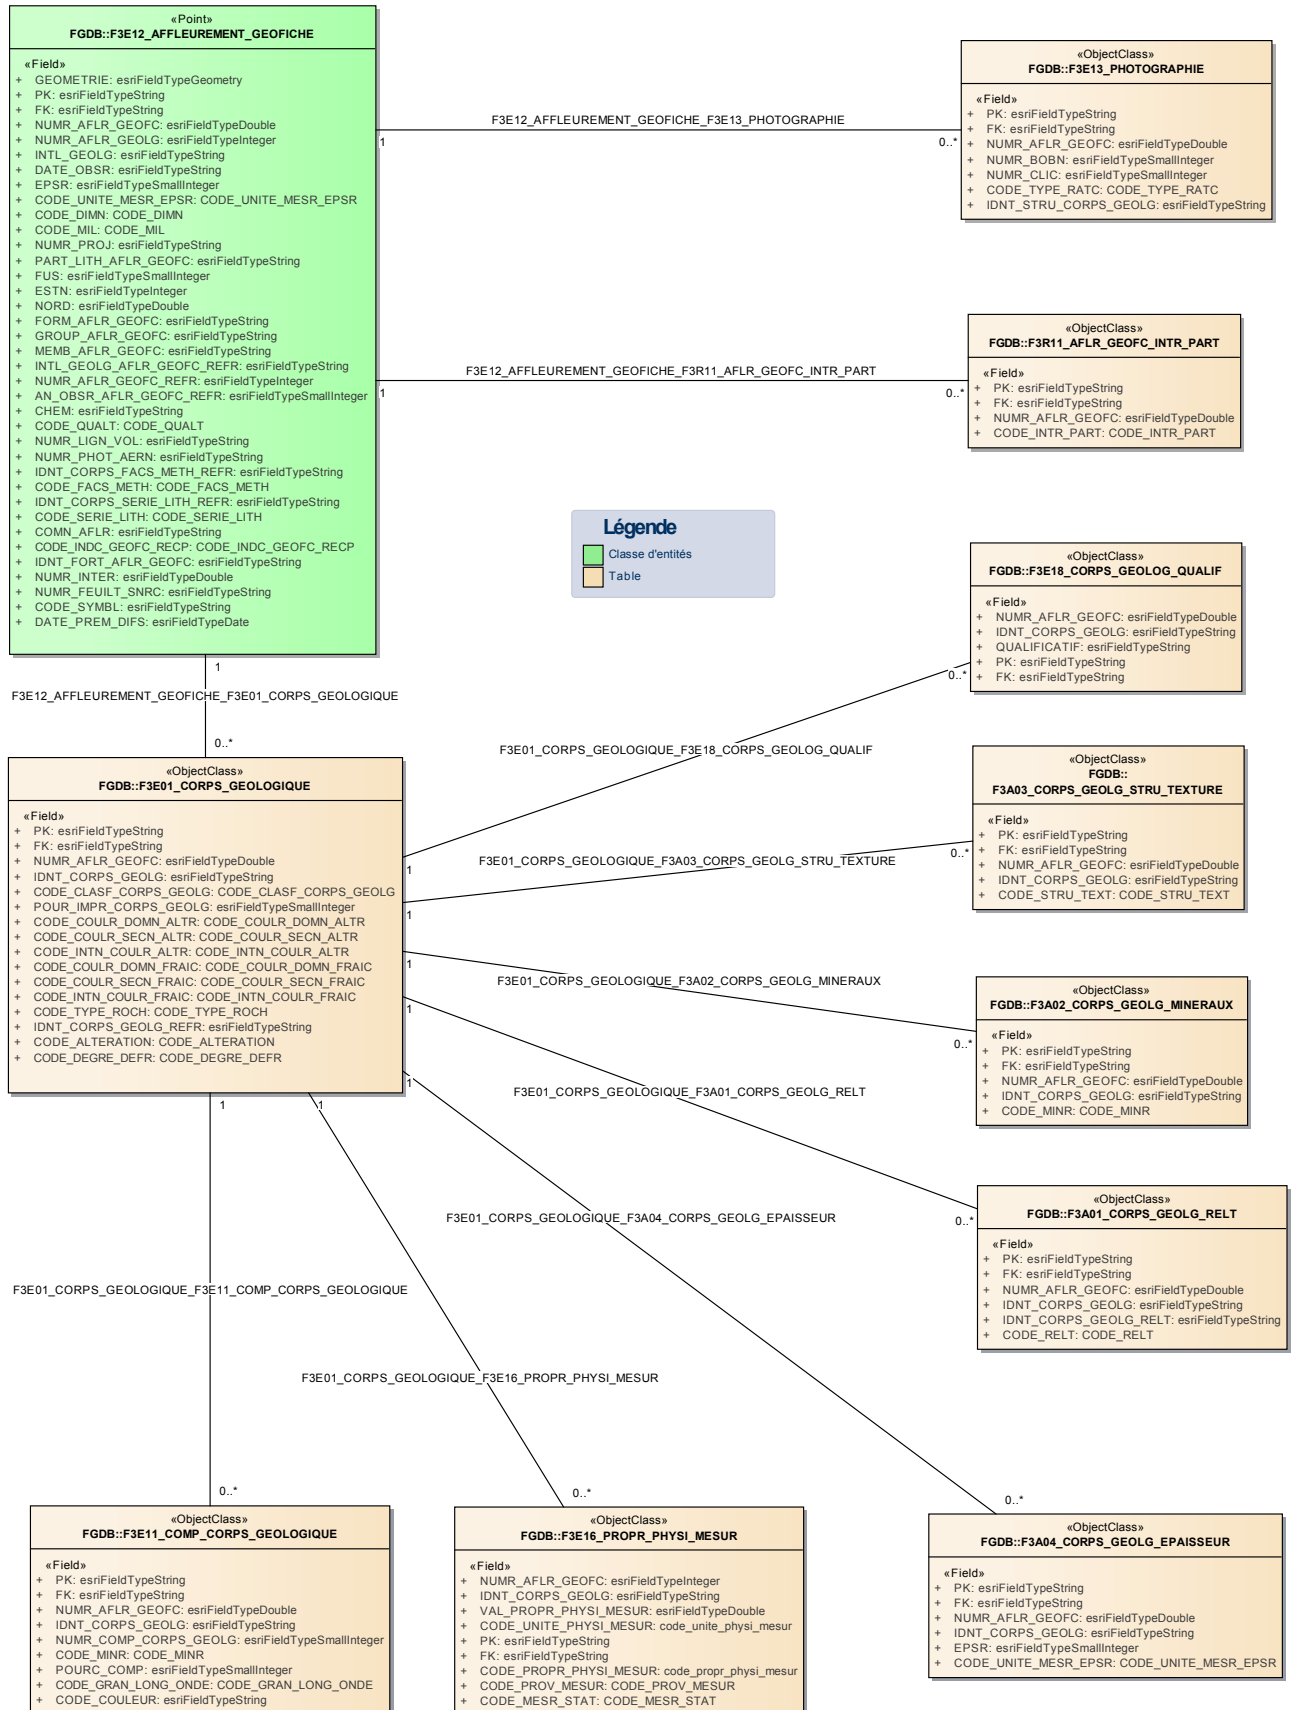 «Point»
FGDB::F3E12_AFFLEUREMENT_GEOFICHE
«Field»
+ GEOMETRIE: esriFieldTypeGeometry
+ PK: esriFieldTypeString
+ FK: esriFieldTypeString
+ NUMR_AFLR_GEOFC: esriFieldTypeDouble
+ NUMR_AFLR_GEOLG: esriFieldTypeInteger
+ INTL_GEOLG: esriFieldTypeString
+ DATE_OBSR: esriFieldTypeString
+ EPSR: esriFieldTypeSmallInteger
+ CODE_UNITE_MESR_EPSR: CODE_UNITE_MESR_EPSR
+ CODE_DIMN: CODE_DIMN
+ CODE_MIL: CODE_MIL
+ NUMR_PROJ: esriFieldTypeString
+ PART_LITH_AFLR_GEOFC: esriFieldTypeString
+ FUS: esriFieldTypeSmallInteger
+ ESTN: esriFieldTypeInteger
+ NORD: esriFieldTypeDouble
+ FORM_AFLR_GEOFC: esriFieldTypeString
+ GROUP_AFLR_GEOFC: esriFieldTypeString
+ MEMB_AFLR_GEOFC: esriFieldTypeString
+ INTL_GEOLG_AFLR_GEOFC_REFR: esriFieldTypeString
+ NUMR_AFLR_GEOFC_REFR: esriFieldTypeInteger
+ AN_OBSR_AFLR_GEOFC_REFR: esriFieldTypeSmallInteger
+ CHEM: esriFieldTypeString
+ CODE_QUALT: CODE_QUALT
+ NUMR_LIGN_VOL: esriFieldTypeString
+ NUMR_PHOT_AERN: esriFieldTypeString
+ IDNT_CORPS_FACS_METH_REFR: esriFieldTypeString
+ CODE_FACS_METH: CODE_FACS_METH
+ IDNT_CORPS_SERIE_LITH_REFR: esriFieldTypeString
+ CODE_SERIE_LITH: CODE_SERIE_LITH
+ COMN_AFLR: esriFieldTypeString
+ CODE_INDC_GEOFC_RECP: CODE_INDC_GEOFC_RECP
+ IDNT_FORT_AFLR_GEOFC: esriFieldTypeString
+ NUMR_INTER: esriFieldTypeDouble
+ NUMR_FEUILT_SNRC: esriFieldTypeString
+ CODE_SYMBL: esriFieldTypeString
+ DATE_PREM_DIFS: esriFieldTypeDate
F3E12_AFFLEUREMENT_GEOFICHE_F3E13_PHOTOGRAPHIE
1
0..*
«ObjectClass»
FGDB::F3E13_PHOTOGRAPHIE
«Field»
+ PK: esriFieldTypeString
+ FK: esriFieldTypeString
+ NUMR_AFLR_GEOFC: esriFieldTypeDouble
+ NUMR_BOBN: esriFieldTypeSmallInteger
+ NUMR_CLIC: esriFieldTypeSmallInteger
+ CODE_TYPE_RATC: CODE_TYPE_RATC
+ IDNT_STRU_CORPS_GEOLG: esriFieldTypeString
F3E12_AFFLEUREMENT_GEOFICHE_F3R11_AFLR_GEOFC_INTR_PART
1
0..*
«ObjectClass»
FGDB::F3R11_AFLR_GEOFC_INTR_PART
«Field»
+ PK: esriFieldTypeString
+ FK: esriFieldTypeString
+ NUMR_AFLR_GEOFC: esriFieldTypeDouble
+ CODE_INTR_PART: CODE_INTR_PART
Légende
Classe d'entités
Table
1
F3E12_AFFLEUREMENT_GEOFICHE_F3E01_CORPS_GEOLOGIQUE
0..*
«ObjectClass»
FGDB::F3E18_CORPS_GEOLOG_QUALIF
«Field»
+ NUMR_AFLR_GEOFC: esriFieldTypeDouble
+ IDNT_CORPS_GEOLG: esriFieldTypeString
+ QUALIFICATIF: esriFieldTypeString
+ PK: esriFieldTypeString
+ FK: esriFieldTypeString
0..*
F3E01_CORPS_GEOLOGIQUE_F3E18_CORPS_GEOLOG_QUALIF
1
«ObjectClass»
FGDB::F3E01_CORPS_GEOLOGIQUE
«Field»
+ PK: esriFieldTypeString
+ FK: esriFieldTypeString
+ NUMR_AFLR_GEOFC: esriFieldTypeDouble
+ IDNT_CORPS_GEOLG: esriFieldTypeString
+ CODE_CLASF_CORPS_GEOLG: CODE_CLASF_CORPS_GEOLG
+ POUR_IMPR_CORPS_GEOLG: esriFieldTypeSmallInteger
+ CODE_COULR_DOMN_ALTR: CODE_COULR_DOMN_ALTR
+ CODE_COULR_SECN_ALTR: CODE_COULR_SECN_ALTR
+ CODE_INTN_COULR_ALTR: CODE_INTN_COULR_ALTR
+ CODE_COULR_DOMN_FRAIC: CODE_COULR_DOMN_FRAIC
+ CODE_COULR_SECN_FRAIC: CODE_COULR_SECN_FRAIC
+ CODE_INTN_COULR_FRAIC: CODE_INTN_COULR_FRAIC
+ CODE_TYPE_ROCH: CODE_TYPE_ROCH
+ IDNT_CORPS_GEOLG_REFR: esriFieldTypeString
+ CODE_ALTERATION: CODE_ALTERATION
+ CODE_DEGRE_DEFR: CODE_DEGRE_DEFR
F3E01_CORPS_GEOLOGIQUE_F3A03_CORPS_GEOLG_STRU_TEXTURE
1
0..*
«ObjectClass»
FGDB::
F3A03_CORPS_GEOLG_STRU_TEXTURE
«Field»
+ PK: esriFieldTypeString
+ FK: esriFieldTypeString
+ NUMR_AFLR_GEOFC: esriFieldTypeDouble
+ IDNT_CORPS_GEOLG: esriFieldTypeString
+ CODE_STRU_TEXT: CODE_STRU_TEXT
F3E01_CORPS_GEOLOGIQUE_F3A02_CORPS_GEOLG_MINERAUX
1
0..*
«ObjectClass»
FGDB::F3A02_CORPS_GEOLG_MINERAUX
«Field»
+ PK: esriFieldTypeString
+ FK: esriFieldTypeString
+ NUMR_AFLR_GEOFC: esriFieldTypeDouble
+ IDNT_CORPS_GEOLG: esriFieldTypeString
+ CODE_MINR: CODE_MINR
F3E01_CORPS_GEOLOGIQUE_F3A01_CORPS_GEOLG_RELT
1
0..*
«ObjectClass»
FGDB::F3A01_CORPS_GEOLG_RELT
«Field»
+ PK: esriFieldTypeString
+ FK: esriFieldTypeString
+ NUMR_AFLR_GEOFC: esriFieldTypeDouble
+ IDNT_CORPS_GEOLG: esriFieldTypeString
+ IDNT_CORPS_GEOLG_RELT: esriFieldTypeString
+ CODE_RELT: CODE_RELT
1
F3E01_CORPS_GEOLOGIQUE_F3A04_CORPS_GEOLG_EPAISSEUR
0..*
1
F3E01_CORPS_GEOLOGIQUE_F3E11_COMP_CORPS_GEOLOGIQUE
0..*
1
F3E01_CORPS_GEOLOGIQUE_F3E16_PROPR_PHYSI_MESUR
0..*
«ObjectClass»
FGDB::F3E11_COMP_CORPS_GEOLOGIQUE
«Field»
+ PK: esriFieldTypeString
+ FK: esriFieldTypeString
+ NUMR_AFLR_GEOFC: esriFieldTypeDouble
+ IDNT_CORPS_GEOLG: esriFieldTypeString
+ NUMR_COMP_CORPS_GEOLG: esriFieldTypeSmallInteger
+ CODE_MINR: CODE_MINR
+ POURC_COMP: esriFieldTypeSmallInteger
+ CODE_GRAN_LONG_ONDE: CODE_GRAN_LONG_ONDE
+ CODE_COULEUR: esriFieldTypeString
«ObjectClass»
FGDB::F3E16_PROPR_PHYSI_MESUR
«Field»
+ NUMR_AFLR_GEOFC: esriFieldTypeInteger
+ IDNT_CORPS_GEOLG: esriFieldTypeString
+ VAL_PROPR_PHYSI_MESUR: esriFieldTypeDouble
+ CODE_UNITE_PHYSI_MESUR: code_unite_physi_mesur
+ PK: esriFieldTypeString
+ FK: esriFieldTypeString
+ CODE_PROPR_PHYSI_MESUR: code_propr_physi_mesur
+ CODE_PROV_MESUR: CODE_PROV_MESUR
+ CODE_MESR_STAT: CODE_MESR_STAT
«ObjectClass»
FGDB::F3A04_CORPS_GEOLG_EPAISSEUR
«Field»
+ PK: esriFieldTypeString
+ FK: esriFieldTypeString
+ NUMR_AFLR_GEOFC: esriFieldTypeDouble
+ IDNT_CORPS_GEOLG: esriFieldTypeString
+ EPSR: esriFieldTypeSmallInteger
+ CODE_UNITE_MESR_EPSR: CODE_UNITE_MESR_EPSR